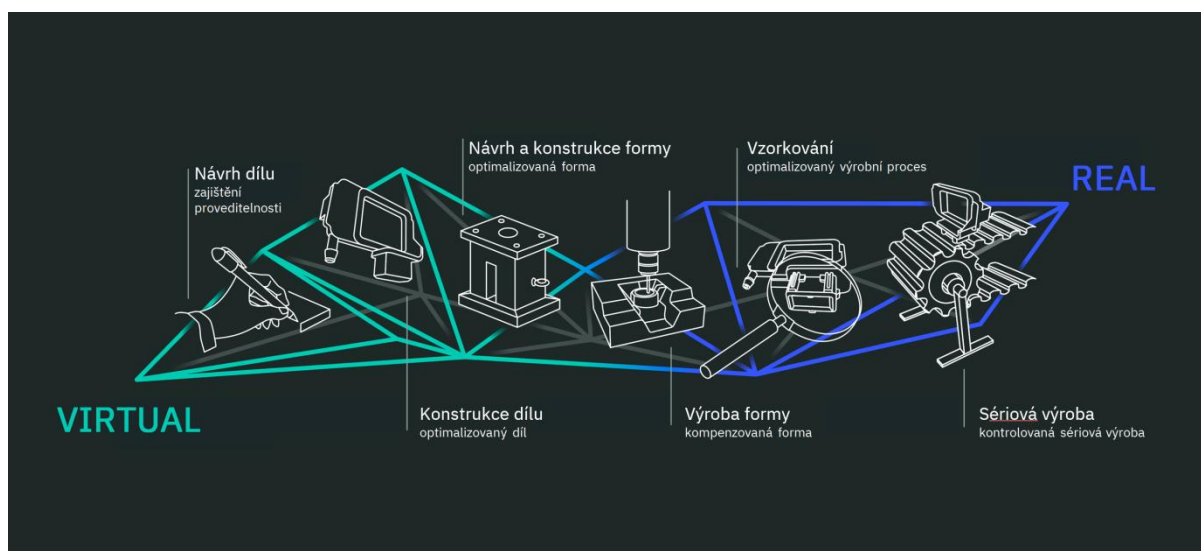 Návrh dílu
zajištění
proveditelnosti
Návrh a konstrukce formy
optimalizovaná forma
Vzorkování
optimalizovaný výrobní proces
REAL
VIRTUAL
Konstrukce dílu
optimalizovaný díl
Výroba formy
kompenzovaná forma
Sériová výroba
kontrolovaná sériová výroba